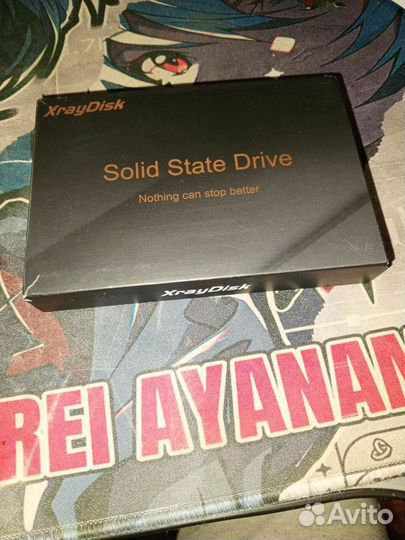 XrayDisk
Solid State Drive
Nothing can stop better
XrayDisk
REI AYANAM
Avito